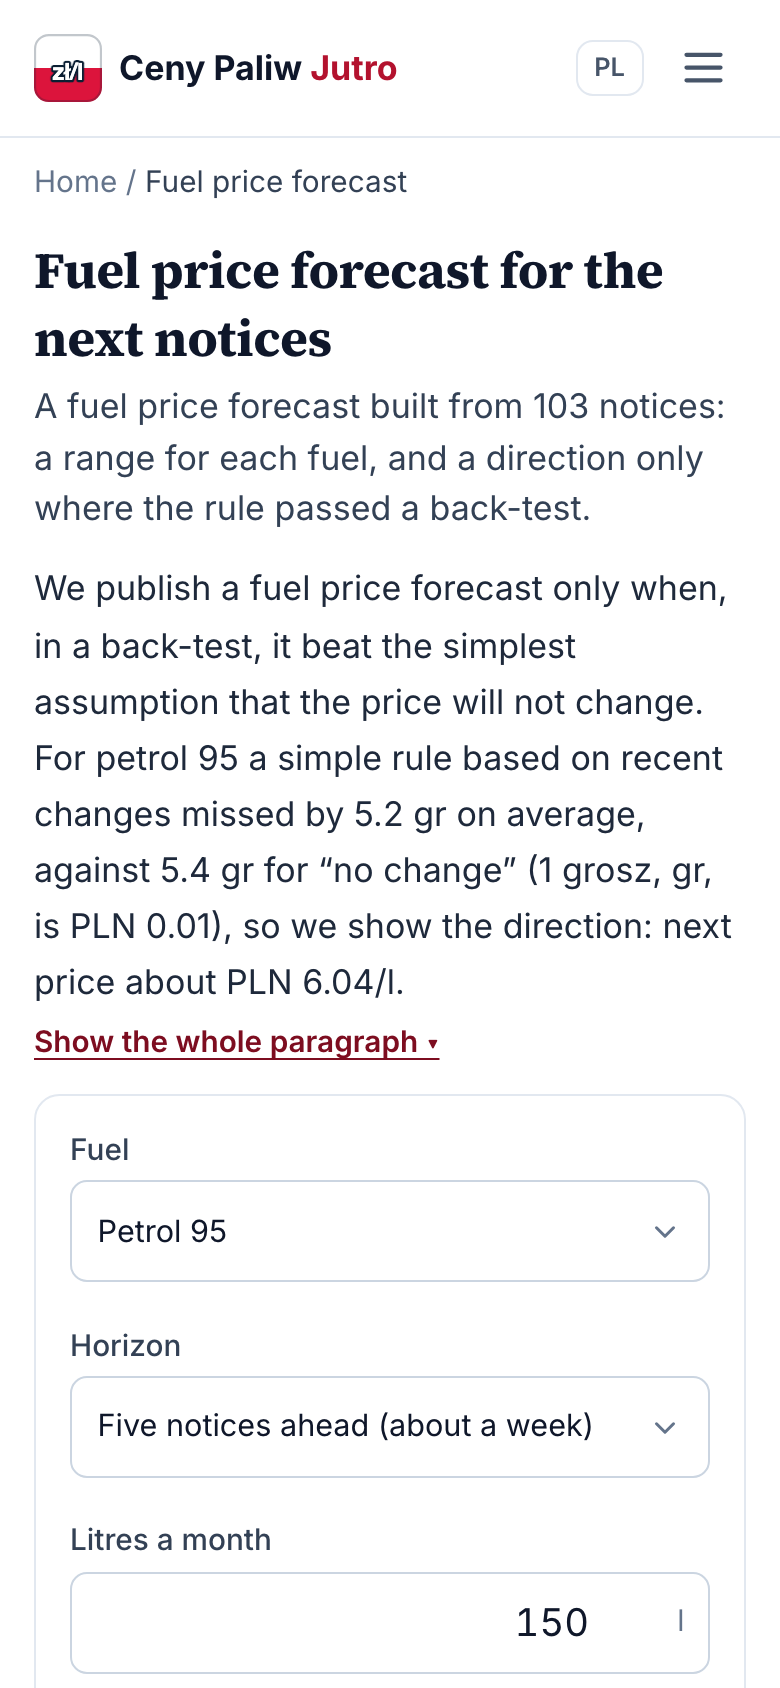 zł/l Ceny Paliw Jutro PL
Home / Fuel price forecast
Fuel price forecast for the
next notices
A fuel price forecast built from 103 notices:
a range for each fuel, and a direction only
where the rule passed a back-test.
We publish a fuel price forecast only when,
in a back-test, it beat the simplest
assumption that the price will not change.
For petrol 95 a simple rule based on recent
changes missed by 5.2 gr on average,
against 5.4 gr for “no change” (1 grosz, gr,
is PLN 0.01), so we show the direction: next
price about PLN 6.04/l.
Show the whole paragraph ▾
Fuel
Petrol 95
Horizon
Five notices ahead (about a week)
Litres a month
150 l